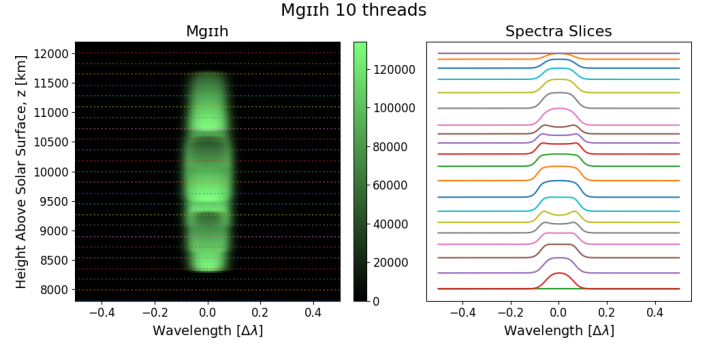 MgIIh 10 threads
MgIIh
Spectra Slices
Height Above Solar Surface, z [km]
12000
11500
11000
10500
10000
9500
9000
8500
8000
120000
100000
80000
60000
40000
20000
0
−0.4 −0.2 0.0 0.2 0.4
−0.4 −0.2 0.0 0.2 0.4
Wavelength [Δλ]
Wavelength [Δλ]